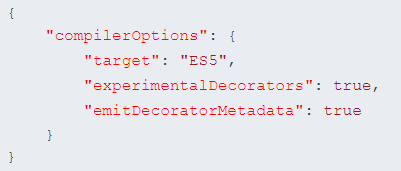 {
    "compilerOptions": {
        "target": "ES5",
        "experimentalDecorators": true,
        "emitDecoratorMetadata": true
    }
}